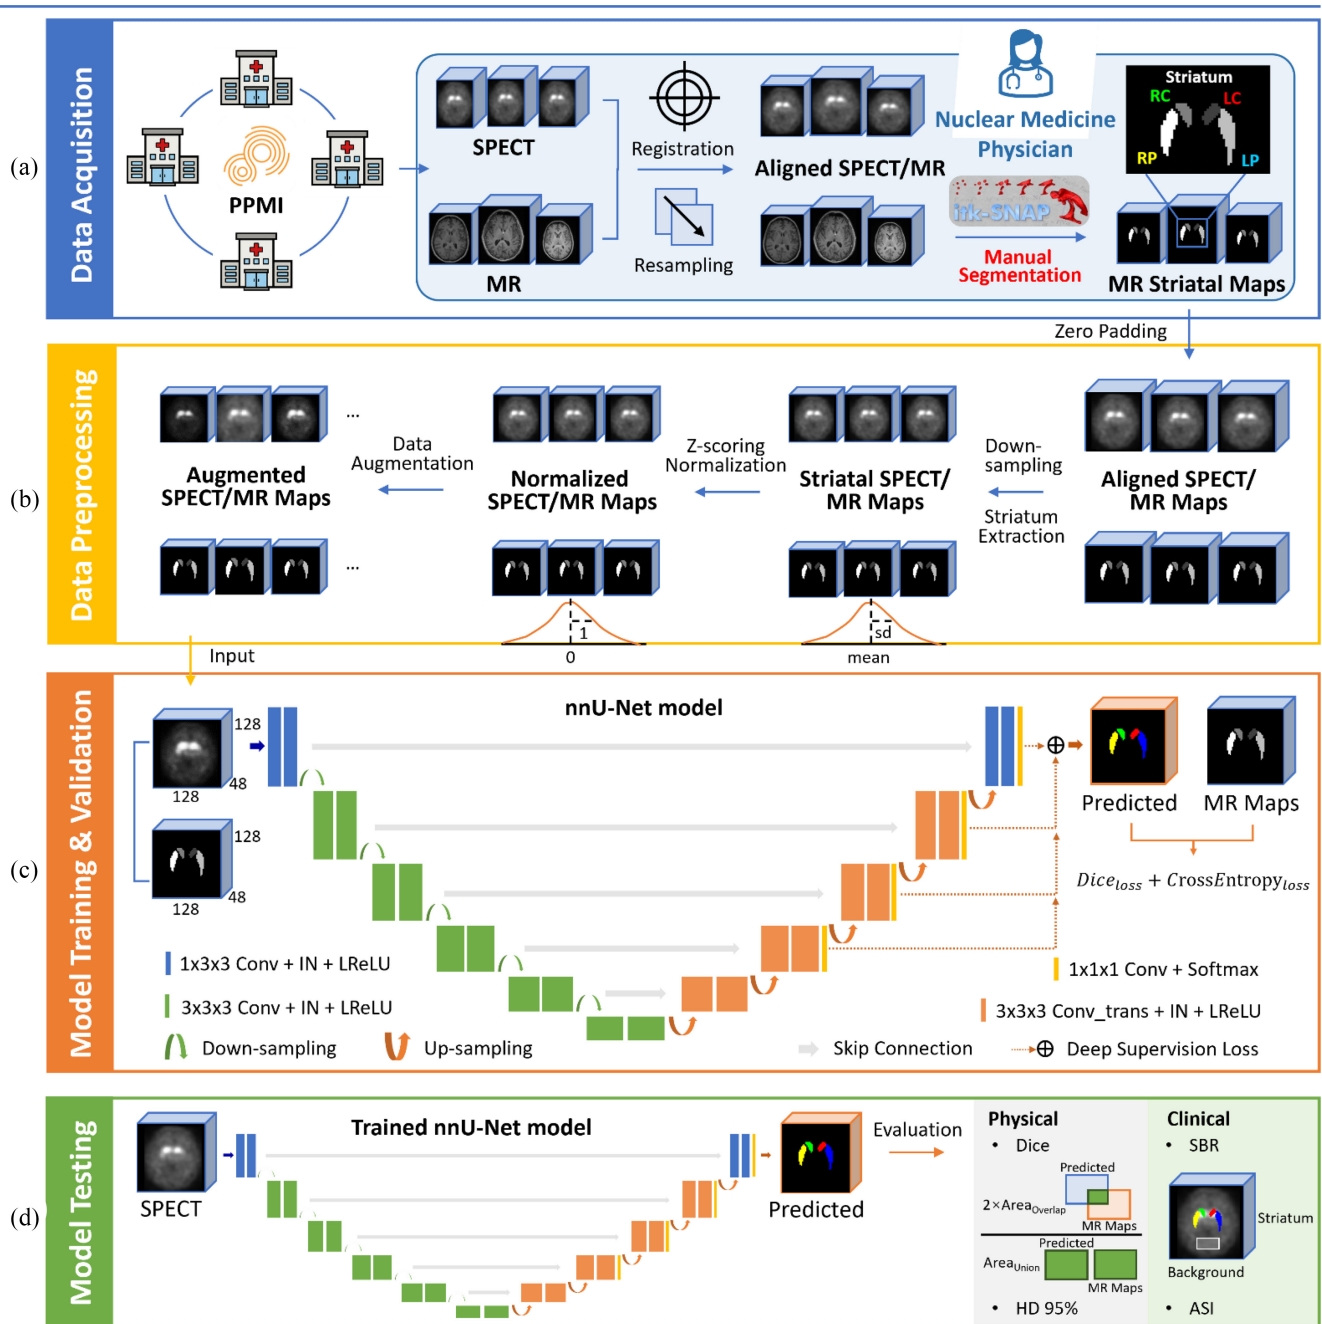 (a)
Data Acquisition
PPMI
SPECT
MR
Registration
Resampling
Aligned SPECT/MR
Nuclear Medicine
Physician
itk-SNAP
Manual
Segmentation
Striatum
RC
LC
RP
LP
MR Striatal Maps
Zero Padding
(b)
Data Preprocessing
...
Augmented
SPECT/MR Maps
...
Data
Augmentation
Normalized
SPECT/MR Maps
1
0
Z-scoring
Normalization
Striatal SPECT/
MR Maps
sd
mean
Down-
sampling
Striatum
Extraction
Aligned SPECT/
MR Maps
Input
(c)
Model Training & Validation
nnU-Net model
128
48
128
128
48
128
Predicted
MR Maps
Dice_loss + CrossEntropy_loss
1x3x3 Conv + IN + LReLU
1x1x1 Conv + Softmax
3x3x3 Conv + IN + LReLU
3x3x3 Conv_trans + IN + LReLU
Down-sampling
Up-sampling
Skip Connection
Deep Supervision Loss
(d)
Model Testing
Trained nnU-Net model
SPECT
Predicted
Evaluation
Physical
• Dice
Predicted
2×Area_Overlap
MR Maps
Predicted
Area_Union
MR Maps
• HD 95%
Clinical
• SBR
Striatum
Background
• ASI